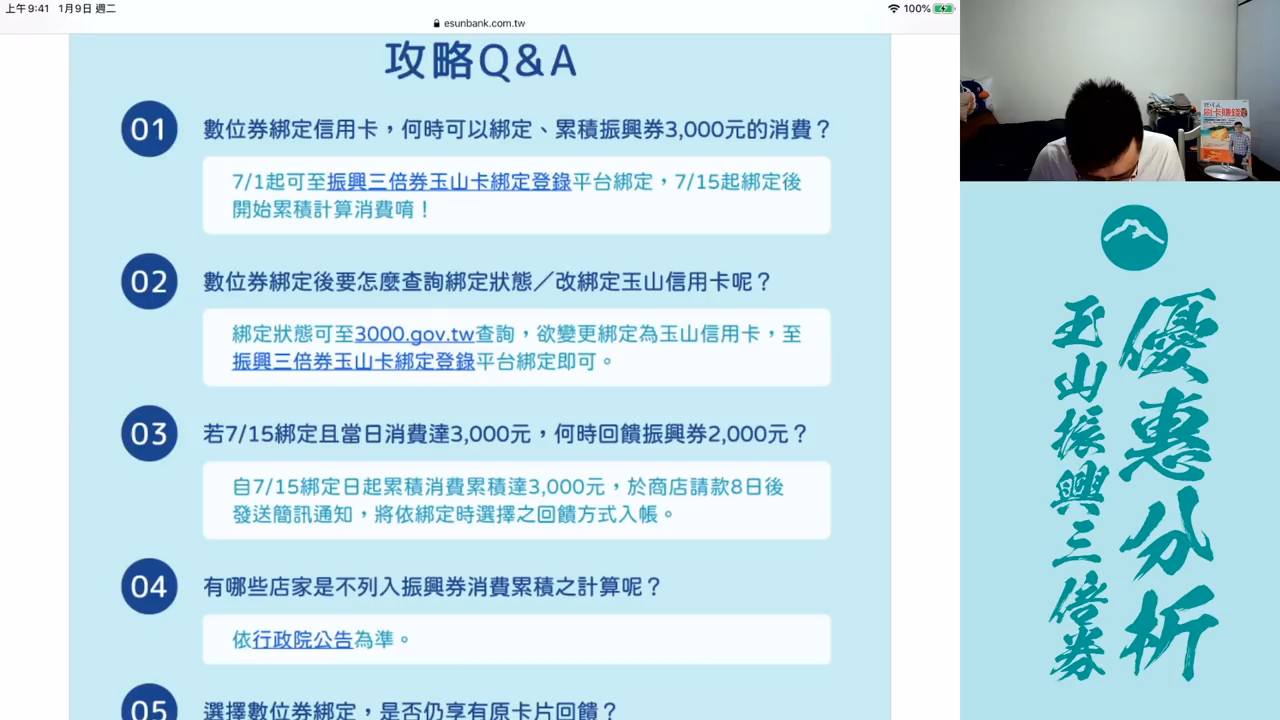 上午9:41 1月9日 週二
100%
esunbank.com.tw
攻略Q&A
01
數位券綁定信用卡，何時可以綁定、累積振興券3,000元的消費？
7/1起可至振興三倍券玉山卡綁定登錄平台綁定，7/15起綁定後
開始累積計算消費唷！
02
數位券綁定後要怎麼查詢綁定狀態／改綁定玉山信用卡呢？
綁定狀態可至3000.gov.tw查詢，欲變更綁定為玉山信用卡，至
振興三倍券玉山卡綁定登錄平台綁定即可。
03
若7/15綁定且當日消費達3,000元，何時回饋振興券2,000元？
自7/15綁定日起累積消費累積達3,000元，於商店請款8日後
發送簡訊通知，將依綁定時選擇之回饋方式入帳。
04
有哪些店家是不列入振興券消費累積之計算呢？
依行政院公告為準。
05
選擇數位券綁定，是否仍享有原卡片回饋？
刷卡賺錢
優惠分析
玉山振興三倍券